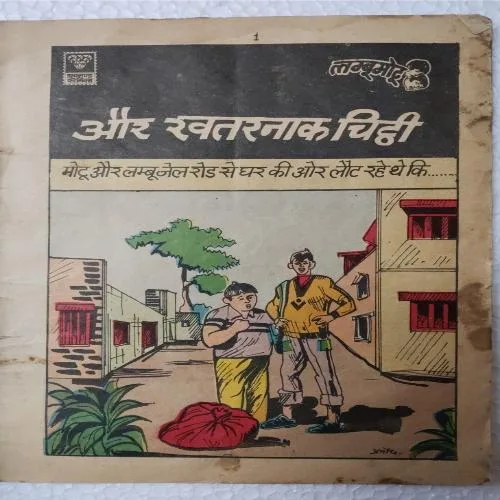 1
लम्बू मोटू
और खतरनाक चिट्ठी
मोटू और लम्बू जेल रोड से घर की ओर लौट रहे थे कि......